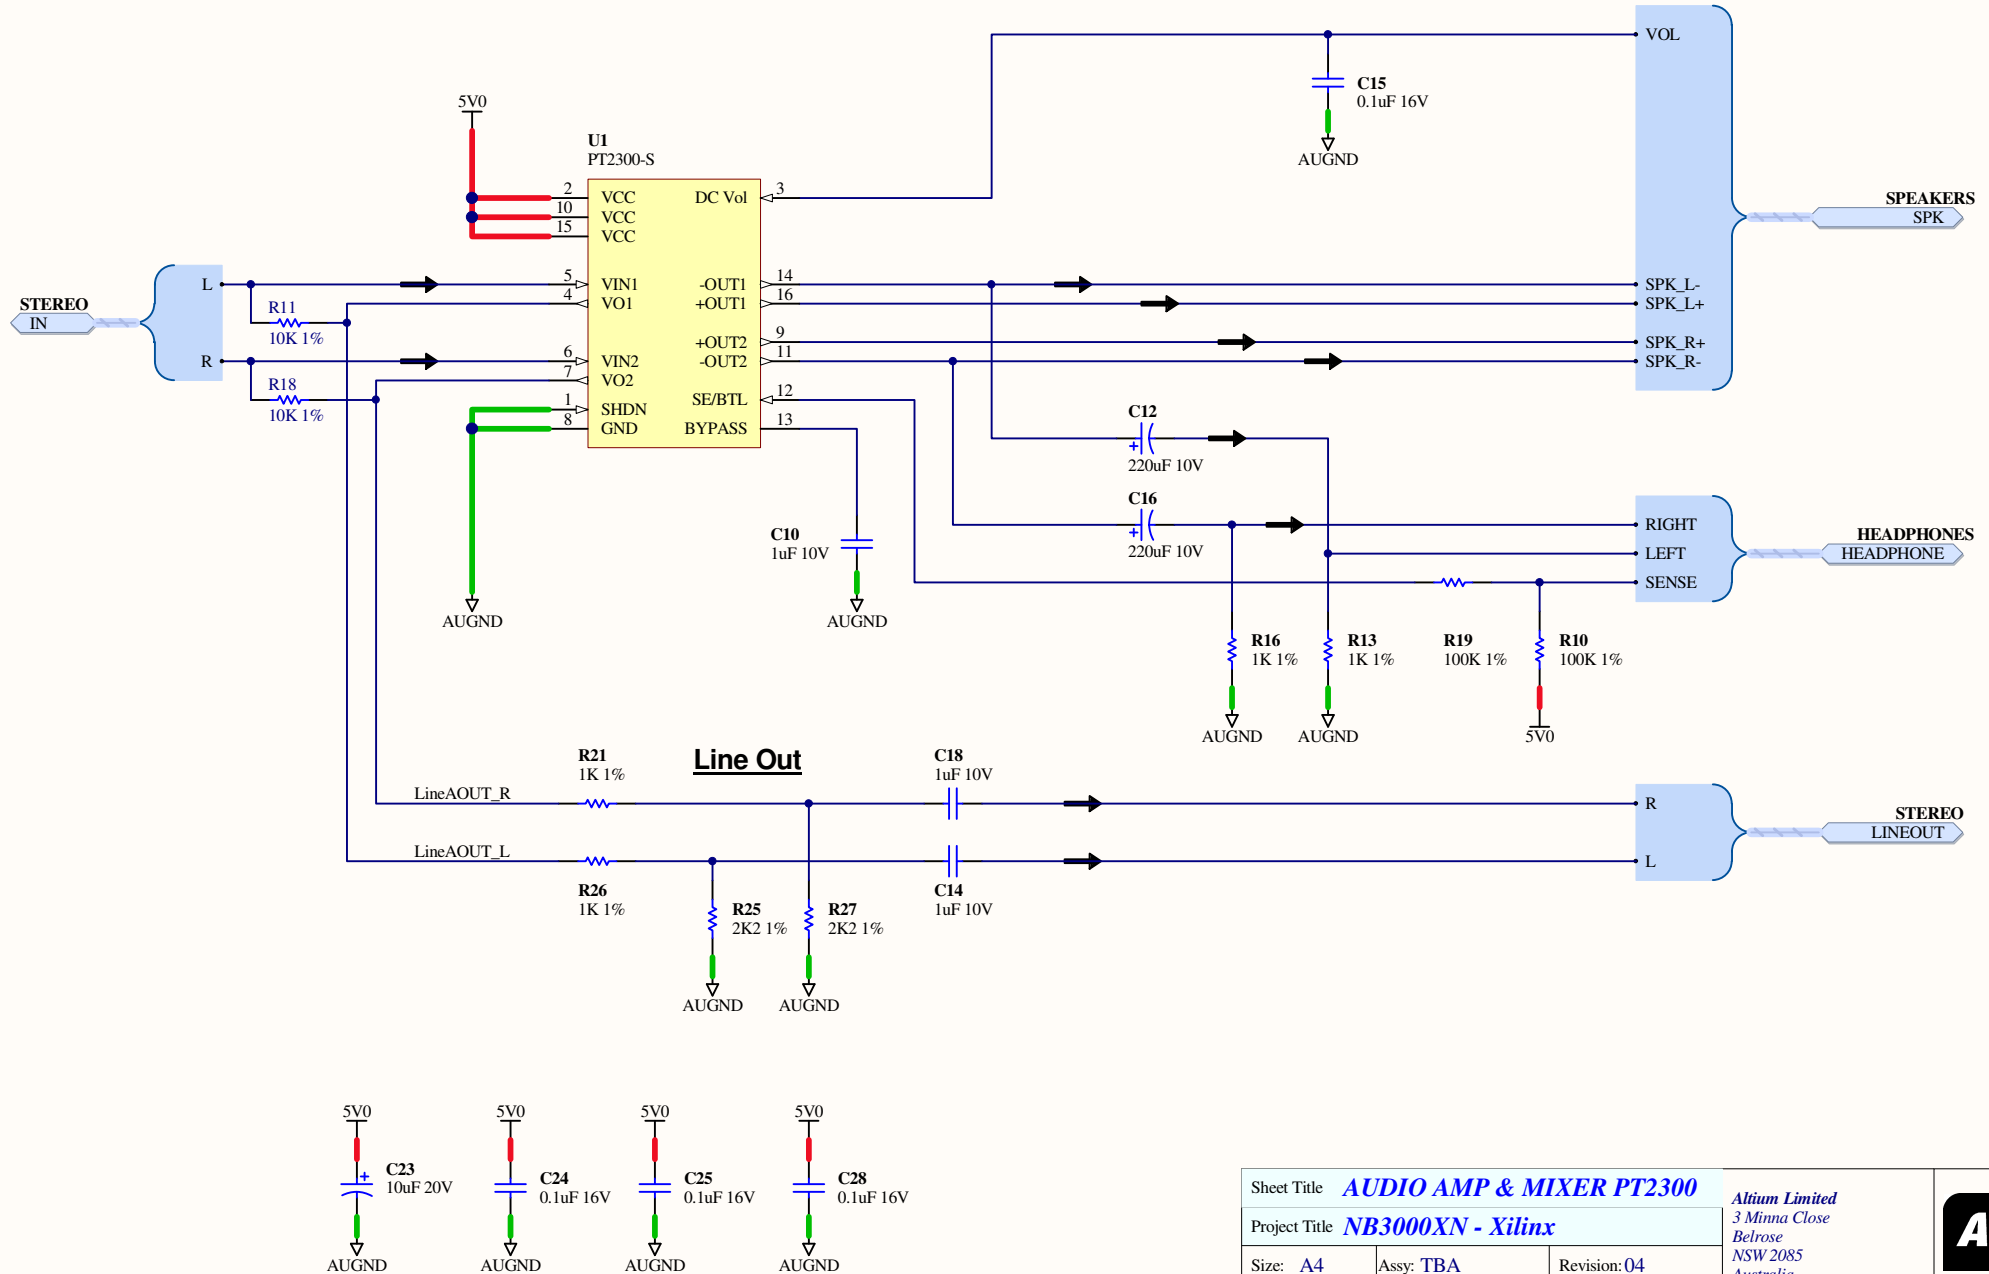 VOL
C15
0.1uF 16V
AUGND
5V0
U1
PT2300-S
2 VCC DC Vol 3
10 VCC
15 VCC
SPEAKERS
SPK
STEREO
IN
L
R11
10K 1%
R
R18
10K 1%
5 VIN1 -OUT1 14
4 VO1 +OUT1 16
+OUT2 9
6 VIN2 -OUT2 11
7 VO2
SE/BTL 12
1 SHDN
8 GND BYPASS 13
SPK_L-
SPK_L+
SPK_R+
SPK_R-
C12
+
220uF 10V
C16
+
220uF 10V
C10
1uF 10V
AUGND
AUGND
RIGHT
LEFT
SENSE
HEADPHONES
HEADPHONE
R16
1K 1%
R13
1K 1%
R19
100K 1%
R10
100K 1%
AUGND
AUGND
5V0
Line Out
R21
1K 1%
C18
1uF 10V
LineAOUT_R
LineAOUT_L
R26
1K 1%
C14
1uF 10V
R
L
STEREO
LINEOUT
R25
2K2 1%
R27
2K2 1%
AUGND
AUGND
5V0
5V0
5V0
5V0
+
C23
10uF 20V
C24
0.1uF 16V
C25
0.1uF 16V
C28
0.1uF 16V
AUGND
AUGND
AUGND
AUGND
Sheet Title AUDIO AMP & MIXER PT2300
Project Title NB3000XN - Xilinx
Size: A4 Assy: TBA Revision: 04
Altium Limited
3 Minna Close
Belrose
NSW 2085
Australia
A